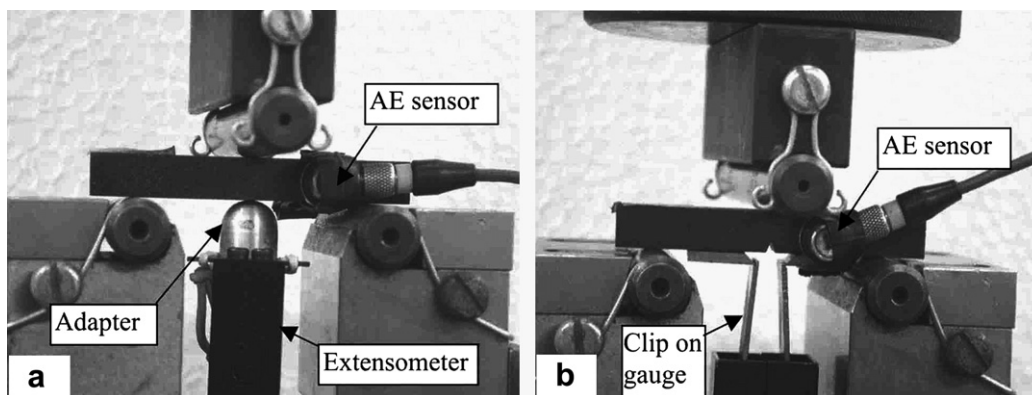 AE sensor
Adapter
Extensometer
a
AE sensor
Clip on
gauge
b